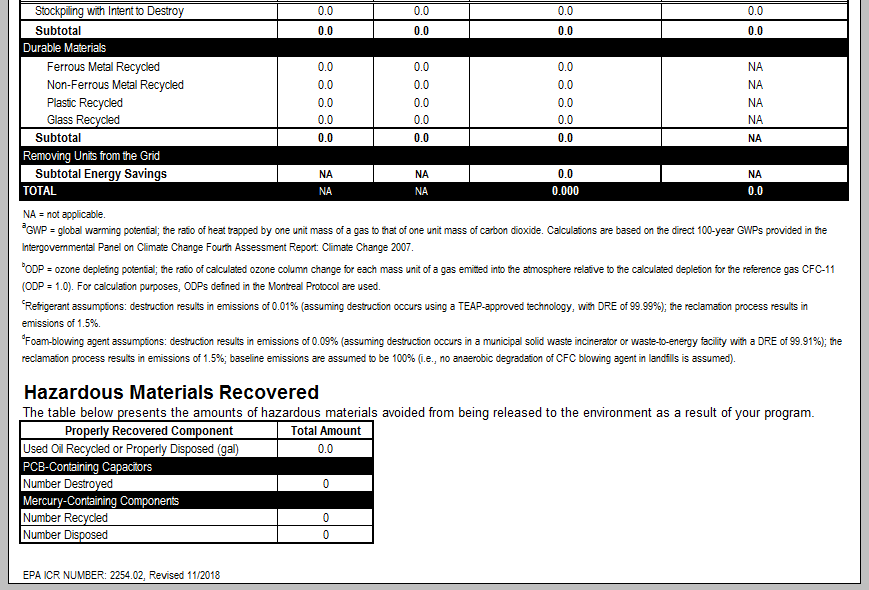 Stockpiling with Intent to Destroy 0.0 0.0 0.0 0.0
Subtotal 0.0 0.0 0.0 0.0
Durable Materials
Ferrous Metal Recycled 0.0 0.0 0.0 NA
Non-Ferrous Metal Recycled 0.0 0.0 0.0 NA
Plastic Recycled 0.0 0.0 0.0 NA
Glass Recycled 0.0 0.0 0.0 NA
Subtotal 0.0 0.0 0.0 NA
Removing Units from the Grid
Subtotal Energy Savings NA NA 0.0 NA
TOTAL NA NA 0.000 0.0
NA = not applicable.
aGWP = global warming potential; the ratio of heat trapped by one unit mass of a gas to that of one unit mass of carbon dioxide. Calculations are based on the direct 100-year GWPs provided in the
Intergovernmental Panel on Climate Change Fourth Assessment Report: Climate Change 2007.
bODP = ozone depleting potential; the ratio of calculated ozone column change for each mass unit of a gas emitted into the atmosphere relative to the calculated depletion for the reference gas CFC-11
(ODP = 1.0). For calculation purposes, ODPs defined in the Montreal Protocol are used.
cRefrigerant assumptions: destruction results in emissions of 0.01% (assuming destruction occurs using a TEAP-approved technology, with DRE of 99.99%); the reclamation process results in
emissions of 1.5%.
dFoam-blowing agent assumptions: destruction results in emissions of 0.09% (assuming destruction occurs in a municipal solid waste incinerator or waste-to-energy facility with a DRE of 99.91%); the
reclamation process results in emissions of 1.5%; baseline emissions are assumed to be 100% (i.e., no anaerobic degradation of CFC blowing agent in landfills is assumed).
Hazardous Materials Recovered
The table below presents the amounts of hazardous materials avoided from being released to the environment as a result of your program.
Properly Recovered Component Total Amount
Used Oil Recycled or Properly Disposed (gal) 0.0
PCB-Containing Capacitors
Number Destroyed 0
Mercury-Containing Components
Number Recycled 0
Number Disposed 0
EPA ICR NUMBER: 2254.02, Revised 11/2018